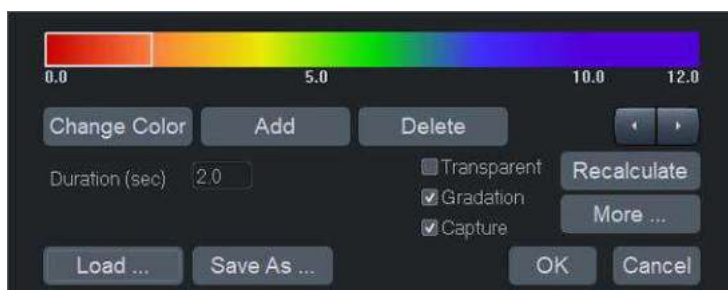 0.0 5.0 10.0 12.0
Change Color Add Delete
Duration (sec) 2.0
Transparent
Gradation
Capture
Recalculate
More ...
Load ... Save As ... OK Cancel